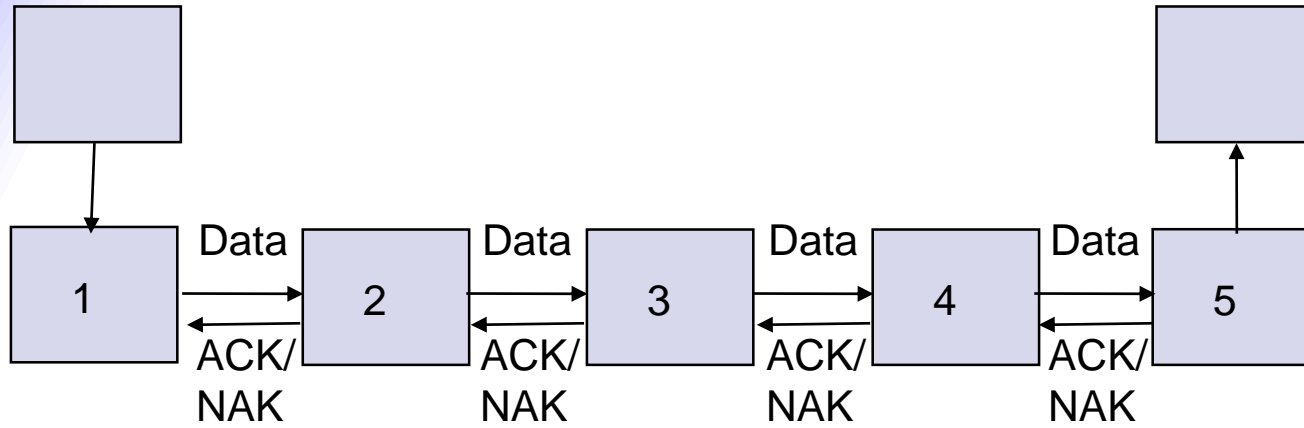 Data Data Data Data
1 2 3 4 5
ACK/ ACK/ ACK/ ACK/
NAK NAK NAK NAK